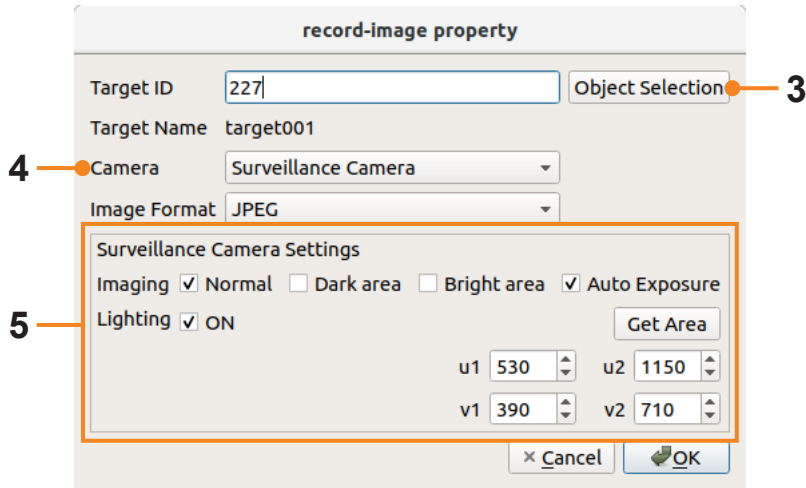 record-image property
Target ID 227 Object Selection 3
Target Name target001
4 Camera Surveillance Camera
Image Format JPEG
Surveillance Camera Settings
Imaging Normal Dark area Bright area Auto Exposure
5 Lighting ON Get Area
u1 530 u2 1150
v1 390 v2 710
Cancel OK